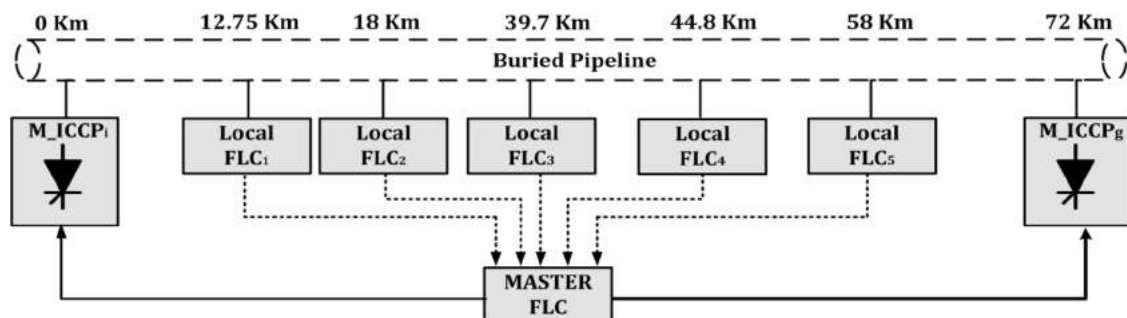 0 Km 12.75 Km 18 Km 39.7 Km 44.8 Km 58 Km 72 Km
Buried Pipeline
M_ICCPi
Local
FLC1
Local
FLC2
Local
FLC3
Local
FLC4
Local
FLC5
M_ICCPg
MASTER
FLC